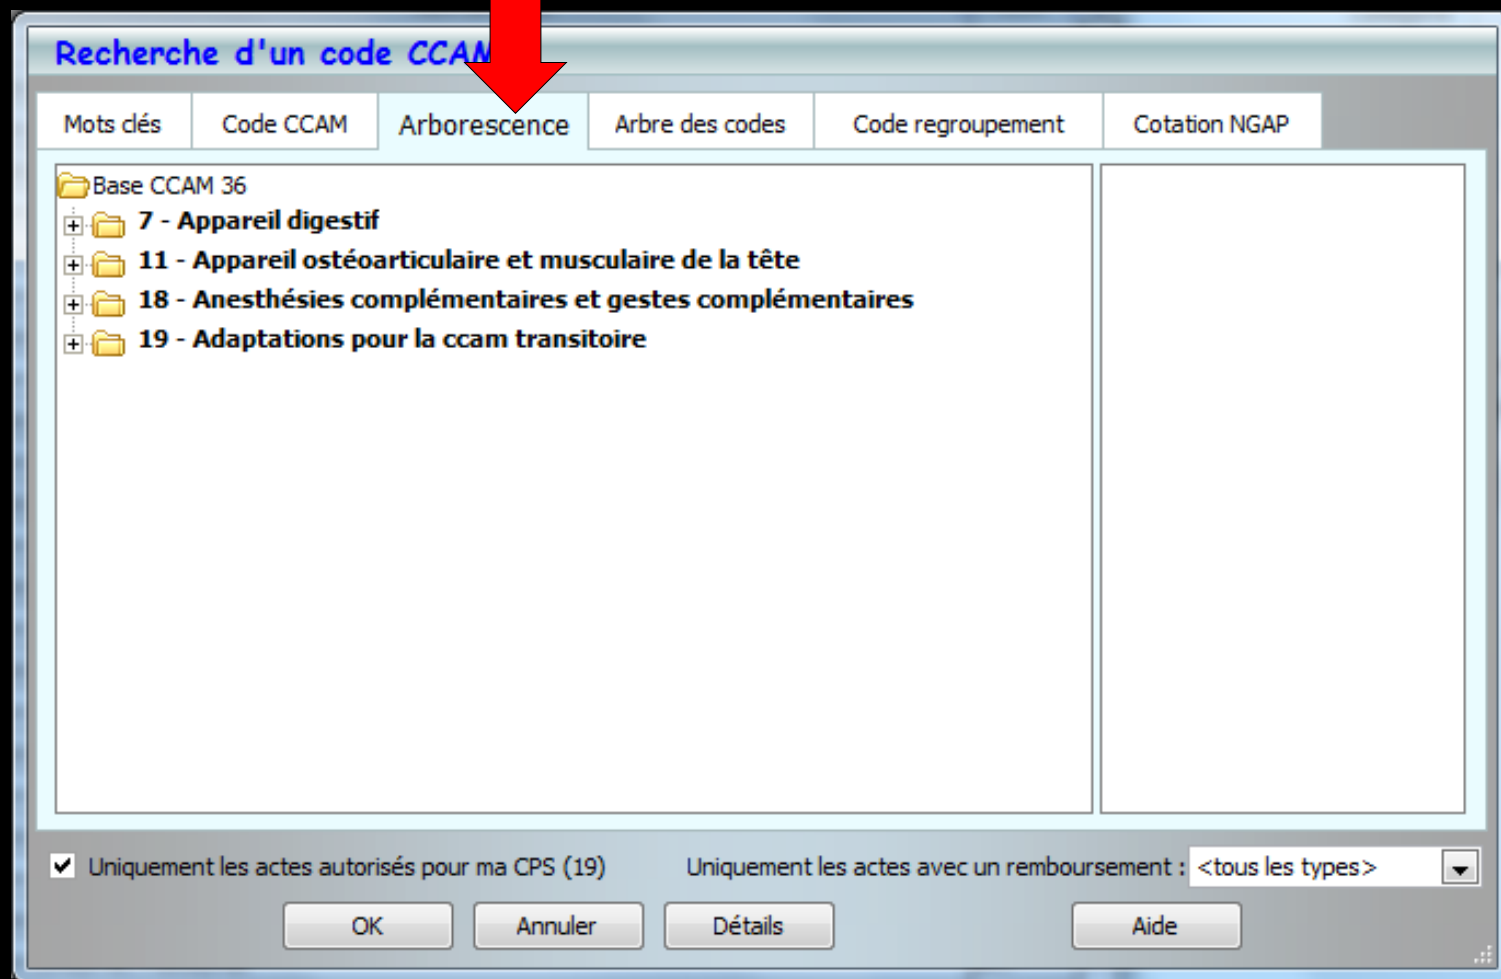 Recherche d'un code CCAM
Mots clés Code CCAM Arborescence Arbre des codes Code regroupement Cotation NGAP
Base CCAM 36
7 - Appareil digestif
11 - Appareil ostéoarticulaire et musculaire de la tête
18 - Anesthésies complémentaires et gestes complémentaires
19 - Adaptations pour la ccam transitoire
Uniquement les actes autorisés pour ma CPS (19) Uniquement les actes avec un remboursement : <tous les types>
OK Annuler Détails Aide